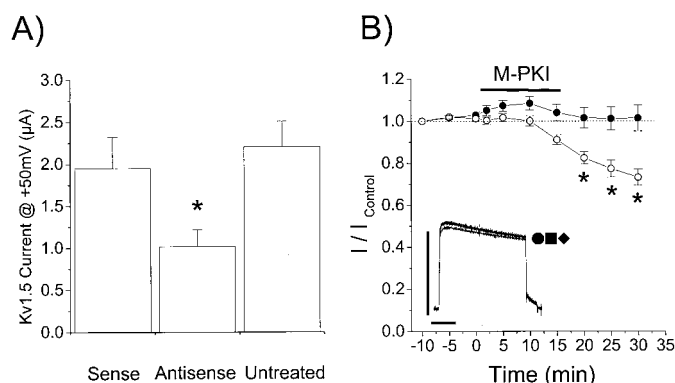 A)
Kv1.5 Current @ +50mV (µA)
3.0
2.5
2.0
1.5
1.0
0.5
0.0
*
Sense Antisense Untreated
B)
M-PKI
I / I Control
1.2
1.0
0.8
0.6
0.4
0.2
0.0
* * *
-10 -5 0 5 10 15 20 25 30 35
Time (min)